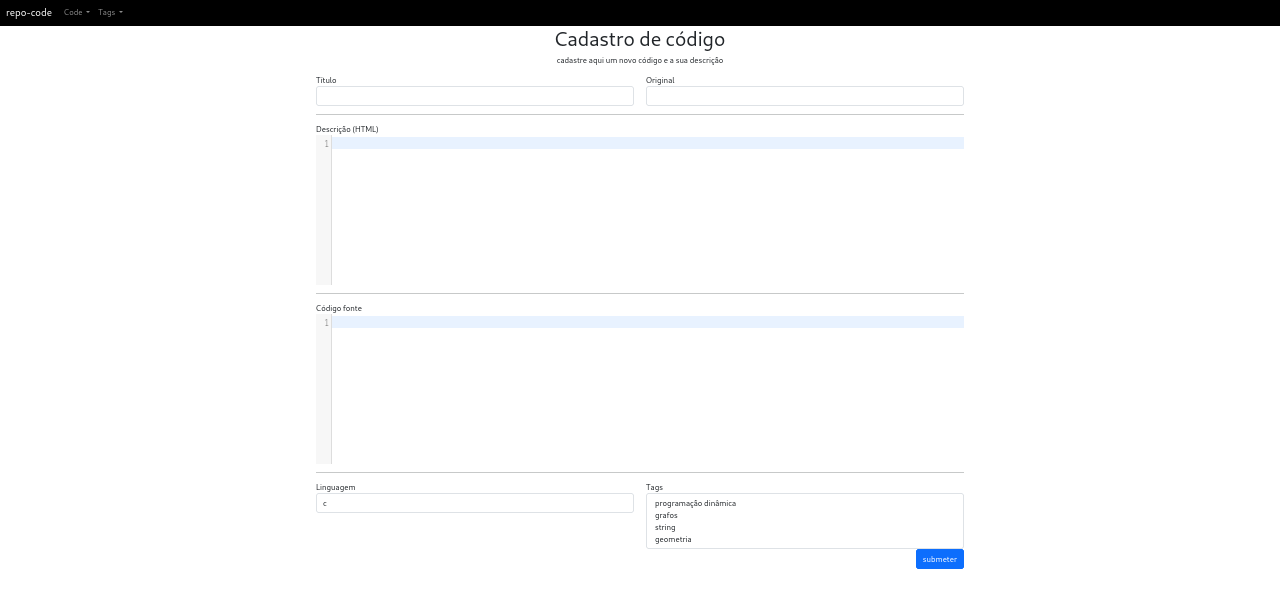 repo-code Code Tags
Cadastro de código
cadastre aqui um novo código e a sua descrição
Título Original
Descrição (HTML)
1
Código fonte
1
Linguagem Tags
c programação dinâmica
grafos
string
geometria
submeter